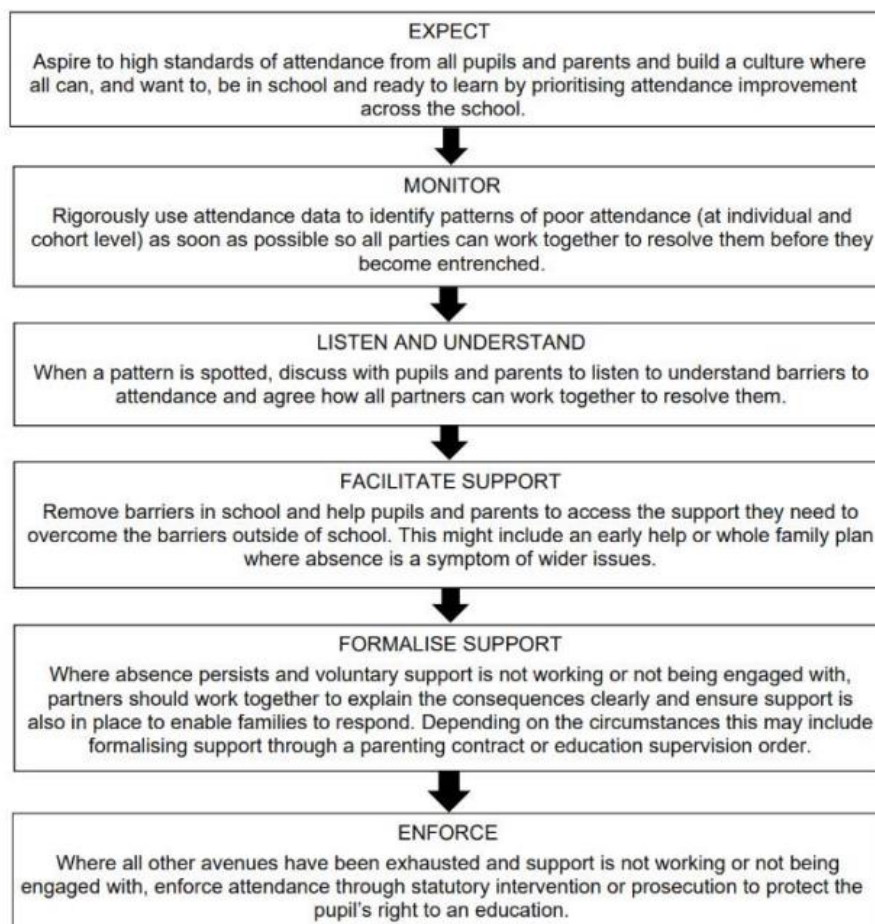 EXPECT
Aspire to high standards of attendance from all pupils and parents and build a culture where
all can, and want to, be in school and ready to learn by prioritising attendance improvement
across the school.
MONITOR
Rigorously use attendance data to identify patterns of poor attendance (at individual and
cohort level) as soon as possible so all parties can work together to resolve them before they
become entrenched.
LISTEN AND UNDERSTAND
When a pattern is spotted, discuss with pupils and parents to listen to understand barriers to
attendance and agree how all partners can work together to resolve them.
FACILITATE SUPPORT
Remove barriers in school and help pupils and parents to access the support they need to
overcome the barriers outside of school. This might include an early help or whole family plan
where absence is a symptom of wider issues.
FORMALISE SUPPORT
Where absence persists and voluntary support is not working or not being engaged with,
partners should work together to explain the consequences clearly and ensure support is
also in place to enable families to respond. Depending on the circumstances this may include
formalising support through a parenting contract or education supervision order.
ENFORCE
Where all other avenues have been exhausted and support is not working or not being
engaged with, enforce attendance through statutory intervention or prosecution to protect the
pupil's right to an education.